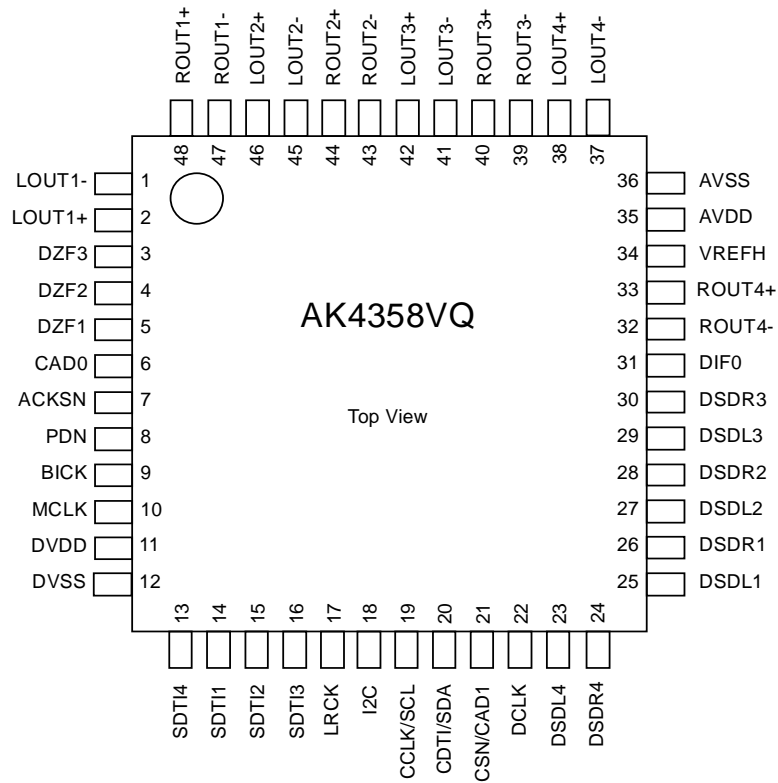 ROUT1+
ROUT1-
LOUT2+
LOUT2-
ROUT2+
ROUT2-
LOUT3+
LOUT3-
ROUT3+
ROUT3-
LOUT4+
LOUT4-
48
47
46
45
44
43
42
41
40
39
38
37
LOUT1- 1
LOUT1+ 2
DZF3 3
DZF2 4
DZF1 5
CAD0 6
ACKSN 7
PDN 8
BICK 9
MCLK 10
DVDD 11
DVSS 12
AK4358VQ
Top View
36 AVSS
35 AVDD
34 VREFH
33 ROUT4+
32 ROUT4-
31 DIF0
30 DSDR3
29 DSDL3
28 DSDR2
27 DSDL2
26 DSDR1
25 DSDL1
13
14
15
16
17
18
19
20
21
22
23
24
SDTI4
SDTI1
SDTI2
SDTI3
LRCK
I2C
CCLK/SCL
CDTI/SDA
CSN/CAD1
DCLK
DSDL4
DSDR4